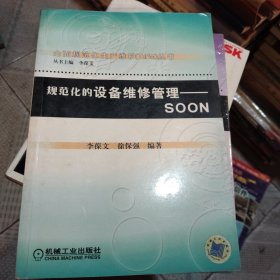 丛书主编 李葆文
规范化的设备维修管理——
SOON
李葆文 徐保强 编著
机械工业出版社
CHINA MACHINE PRESS
SK